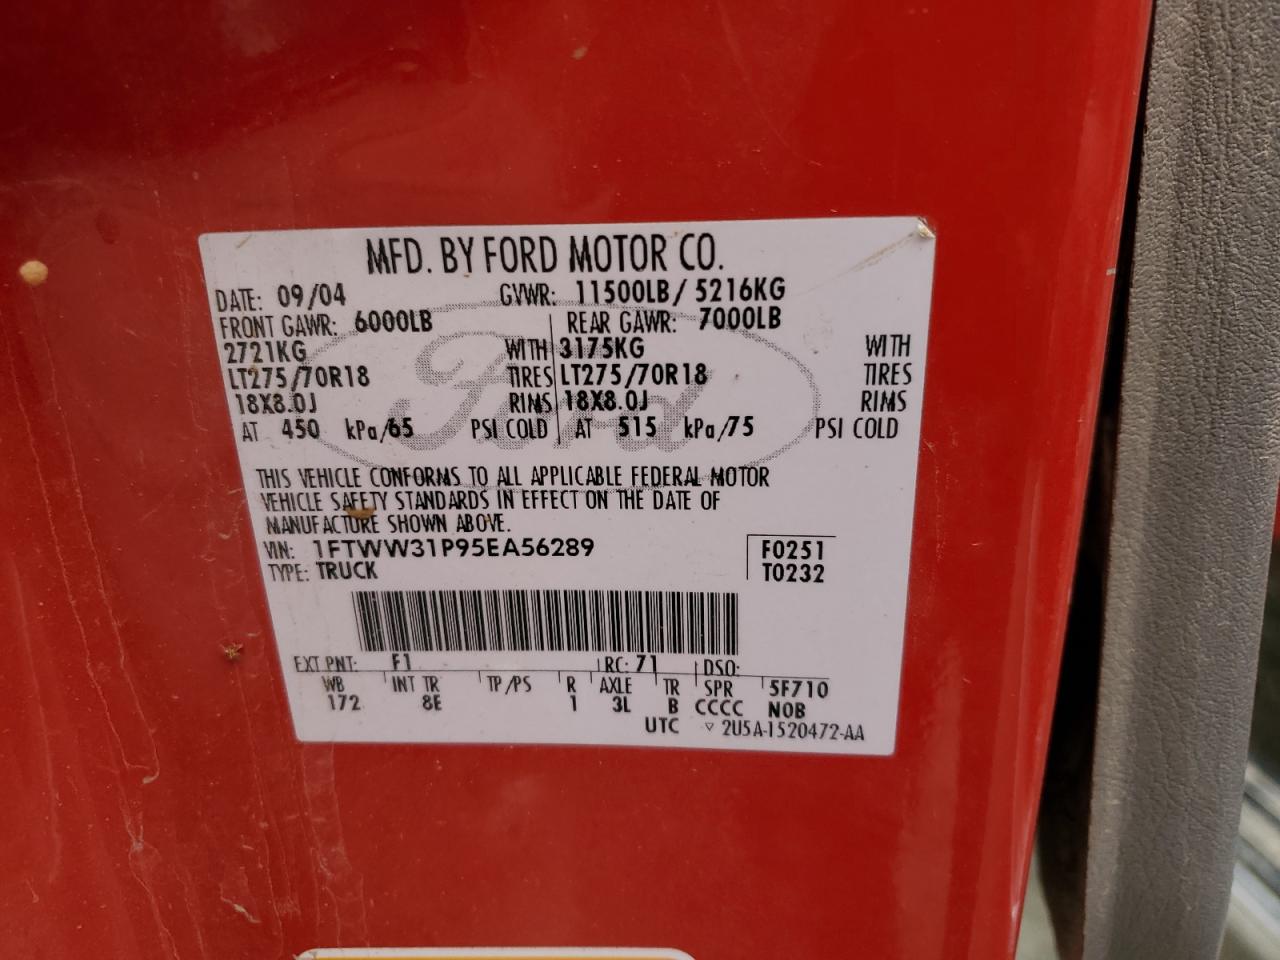 MFD. BY FORD MOTOR CO.
DATE: 09/04 GVWR: 11500LB/ 5216KG
FRONT GAWR: 6000LB REAR GAWR: 7000LB
2721KG WITH 3175KG WITH
LT275/70R18 TIRES LT275/70R18 TIRES
18X8.0J RIMS 18X8.0J RIMS
AT 450 kPa/65 PSI COLD AT 515 kPa/75 PSI COLD
Ford
THIS VEHICLE CONFORMS TO ALL APPLICABLE FEDERAL MOTOR
VEHICLE SAFETY STANDARDS IN EFFECT ON THE DATE OF
MANUFACTURE SHOWN ABOVE.
VIN: 1FTWW31P95EA56289 F0251
TYPE: TRUCK T0232
EXT PNT: F1 RC: 71 DSO:
WB INT TR TP/PS R AXLE TR SPR 5F710
172 8E 1 3L B CCCC N0B
UTC ▽ 2U5A-1520472-AA